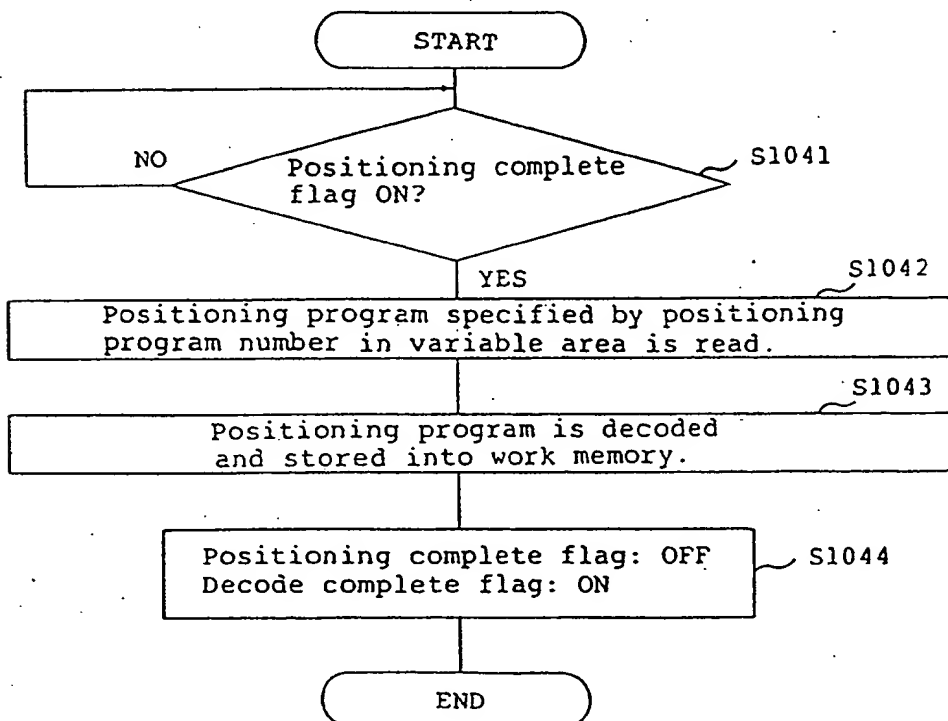 START
NO
Positioning complete
flag ON?
S1041
YES
S1042
Positioning program specified by positioning
program number in variable area is read.
S1043
Positioning program is decoded
and stored into work memory.
Positioning complete flag: OFF
Decode complete flag: ON
S1044
END